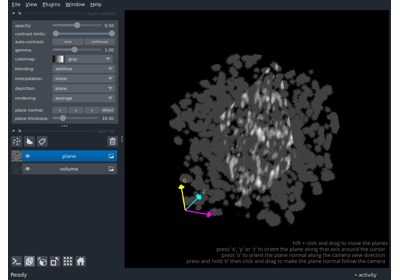 File View Plugins Window Help
opacity: 0.50
contrast limits:
auto-contrast: once continuous
gamma: 1.00
colormap: gray
blending: additive
interpolation: linear
depiction: plane
rendering: average
plane normal: x y z oblique
plane thickness: 10.00
plane
volume
shift + click and drag to move the planes
press 'x', 'y' or 'z' to orient the plane along that axis around the cursor
press 'o' to orient the plane normal along the camera view direction
press and hold 'o' then click and drag to make the plane normal follow the camera
Ready activity